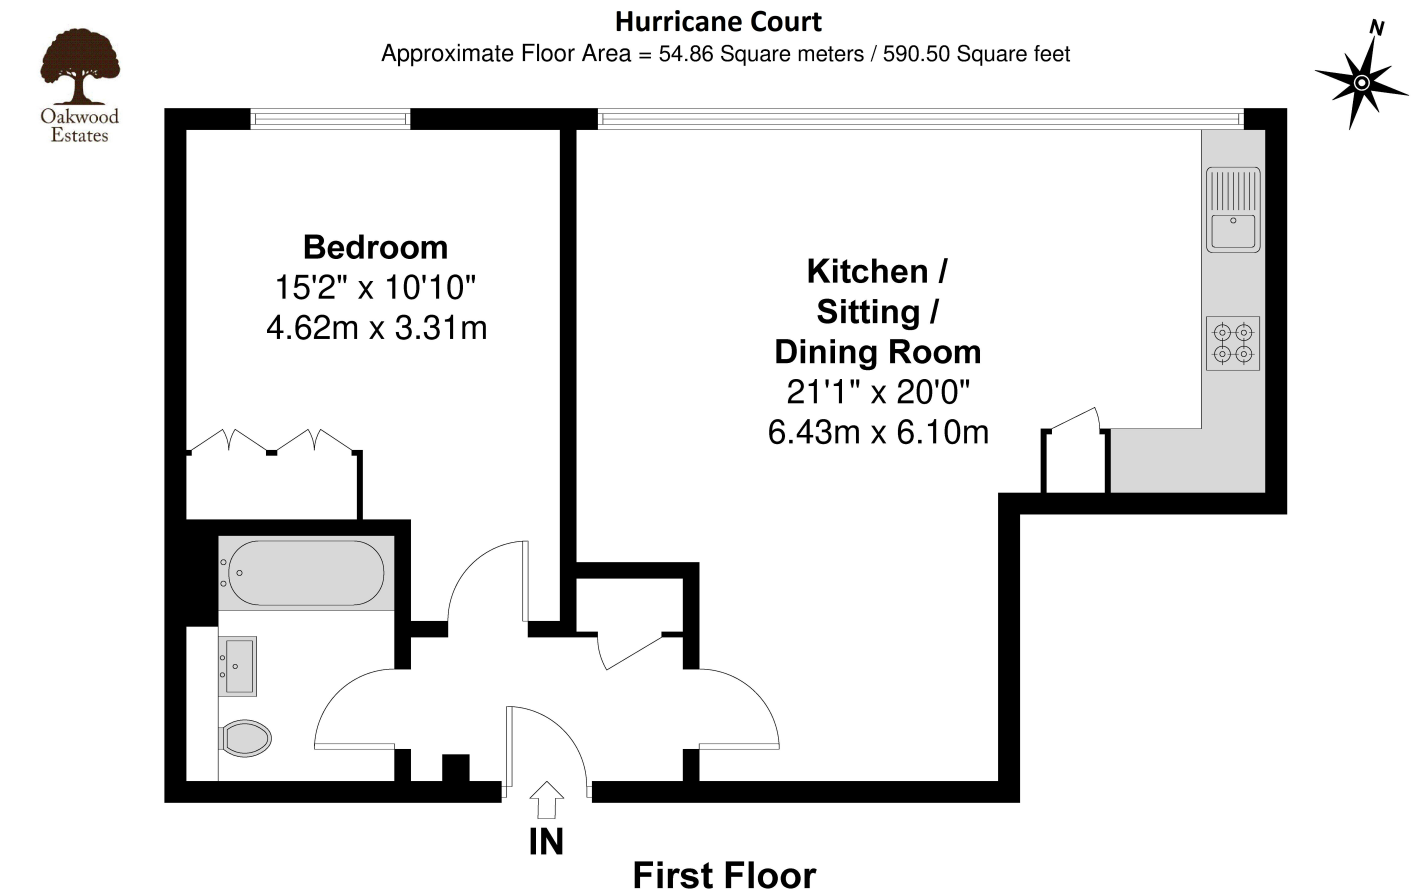 Hurricane Court
Approximate Floor Area = 54.86 Square meters / 590.50 Square feet
N
Oakwood
Estates
Bedroom
15'2" x 10'10"
4.62m x 3.31m
Kitchen /
Sitting /
Dining Room
21'1" x 20'0"
6.43m x 6.10m
IN
First Floor